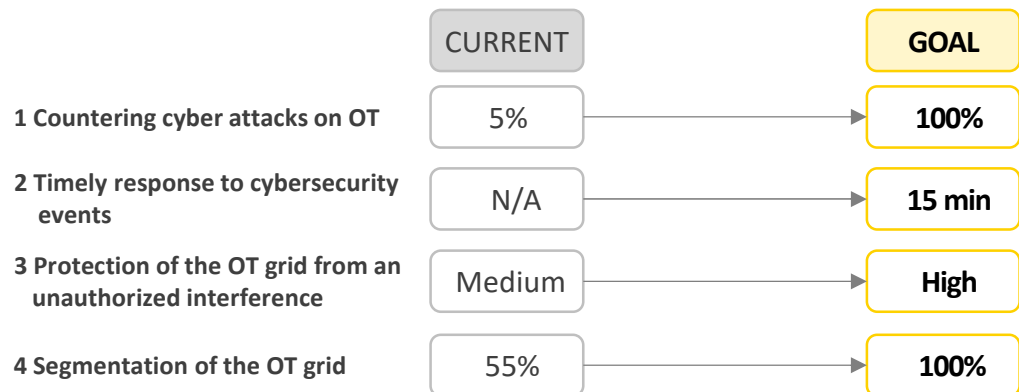 CURRENT GOAL
1 Countering cyber attacks on OT 5% 100%
2 Timely response to cybersecurity
events N/A 15 min
3 Protection of the OT grid from an
unauthorized interference Medium High
4 Segmentation of the OT grid 55% 100%